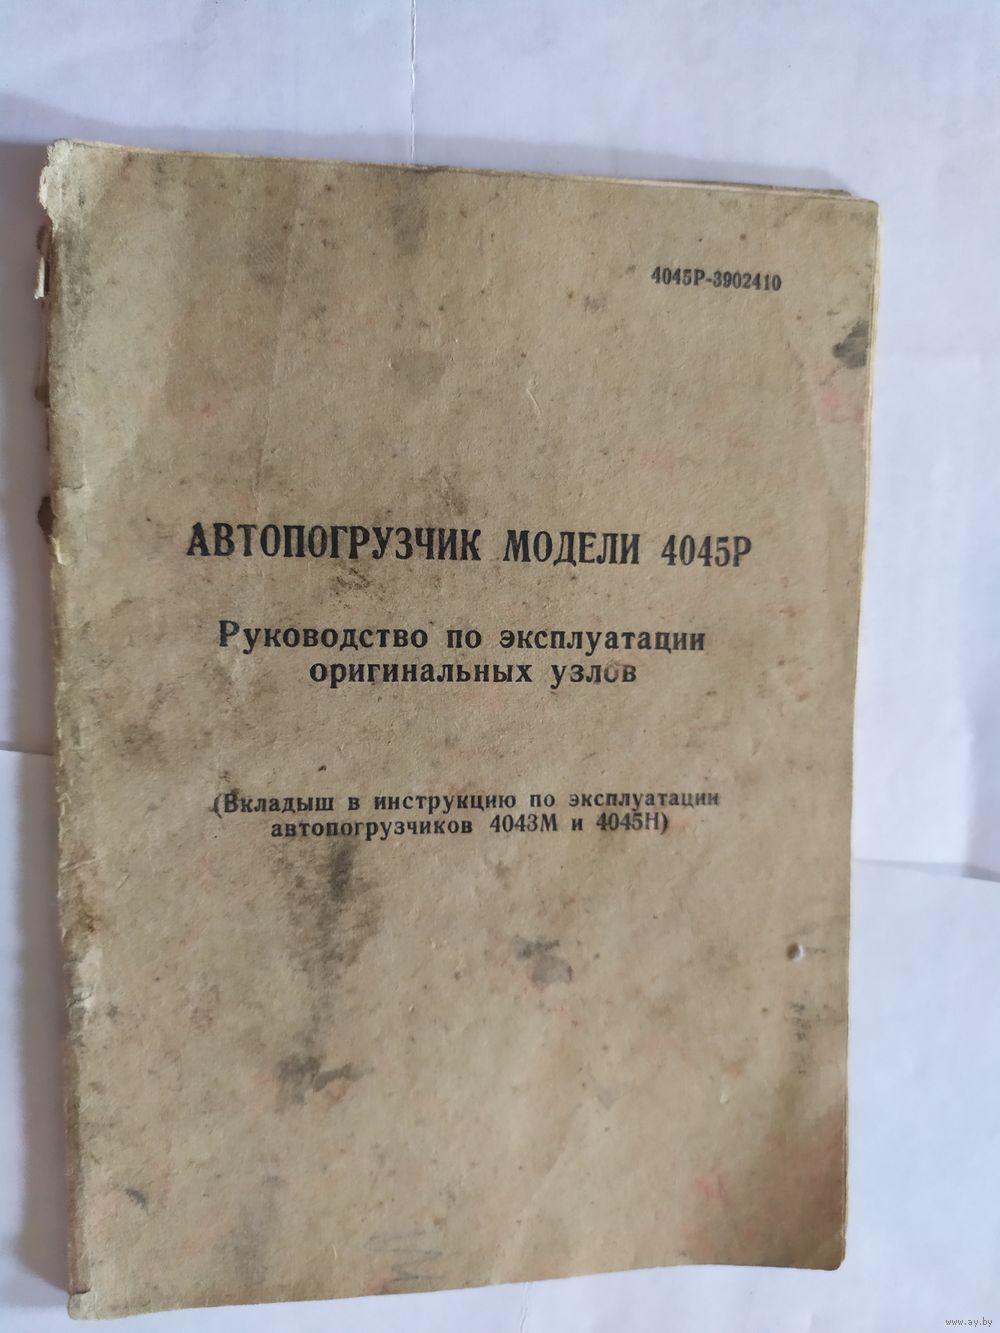 4045Р-3902410
АВТОПОГРУЗЧИК МОДЕЛИ 4045Р
Руководство по эксплуатации
оригинальных узлов
(Вкладыш в инструкцию по эксплуатации
автопогрузчиков 4043М и 4045Н)
www.ay.by